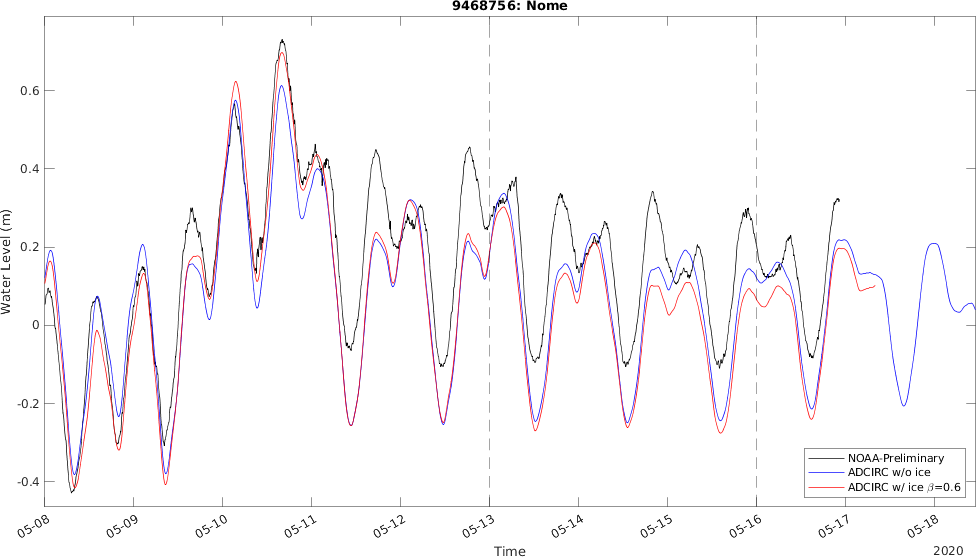 9468756: Nome
Water Level (m)
0.6
0.4
0.2
0
-0.2
-0.4
NOAA-Preliminary
ADCIRC w/o ice
ADCIRC w/ ice β=0.6
05-08 05-09 05-10 05-11 05-12 05-13 05-14 05-15 05-16 05-17 05-18
Time
2020